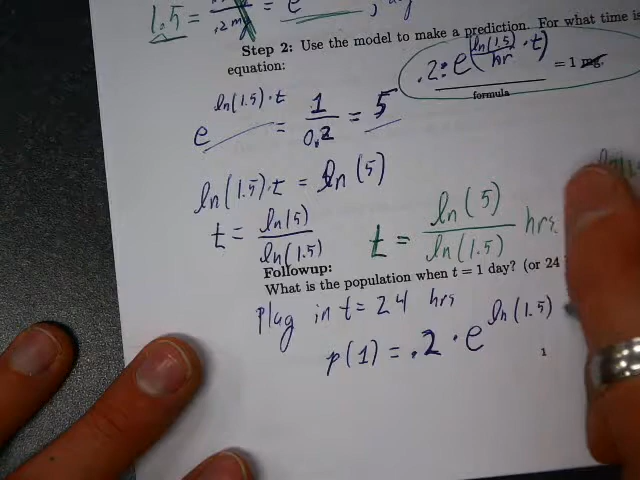 1.5 = = e
.2 mg
Step 2: Use the model to make a prediction. For what time is
equation:
.2 · e^(ln(1.5)/hr · t) = 1 mg.
formula
e^(ln(1.5)·t) = 1/0.2 = 5
ln(1.5)·t = ln(5)
t = ln(5)/ln(1.5)
t = ln(5)/ln(1.5) hrs
Followup:
What is the population when t = 1 day? (or 24
plug in t = 24 hrs
p(1) = .2 · e^ln(1.5)
1